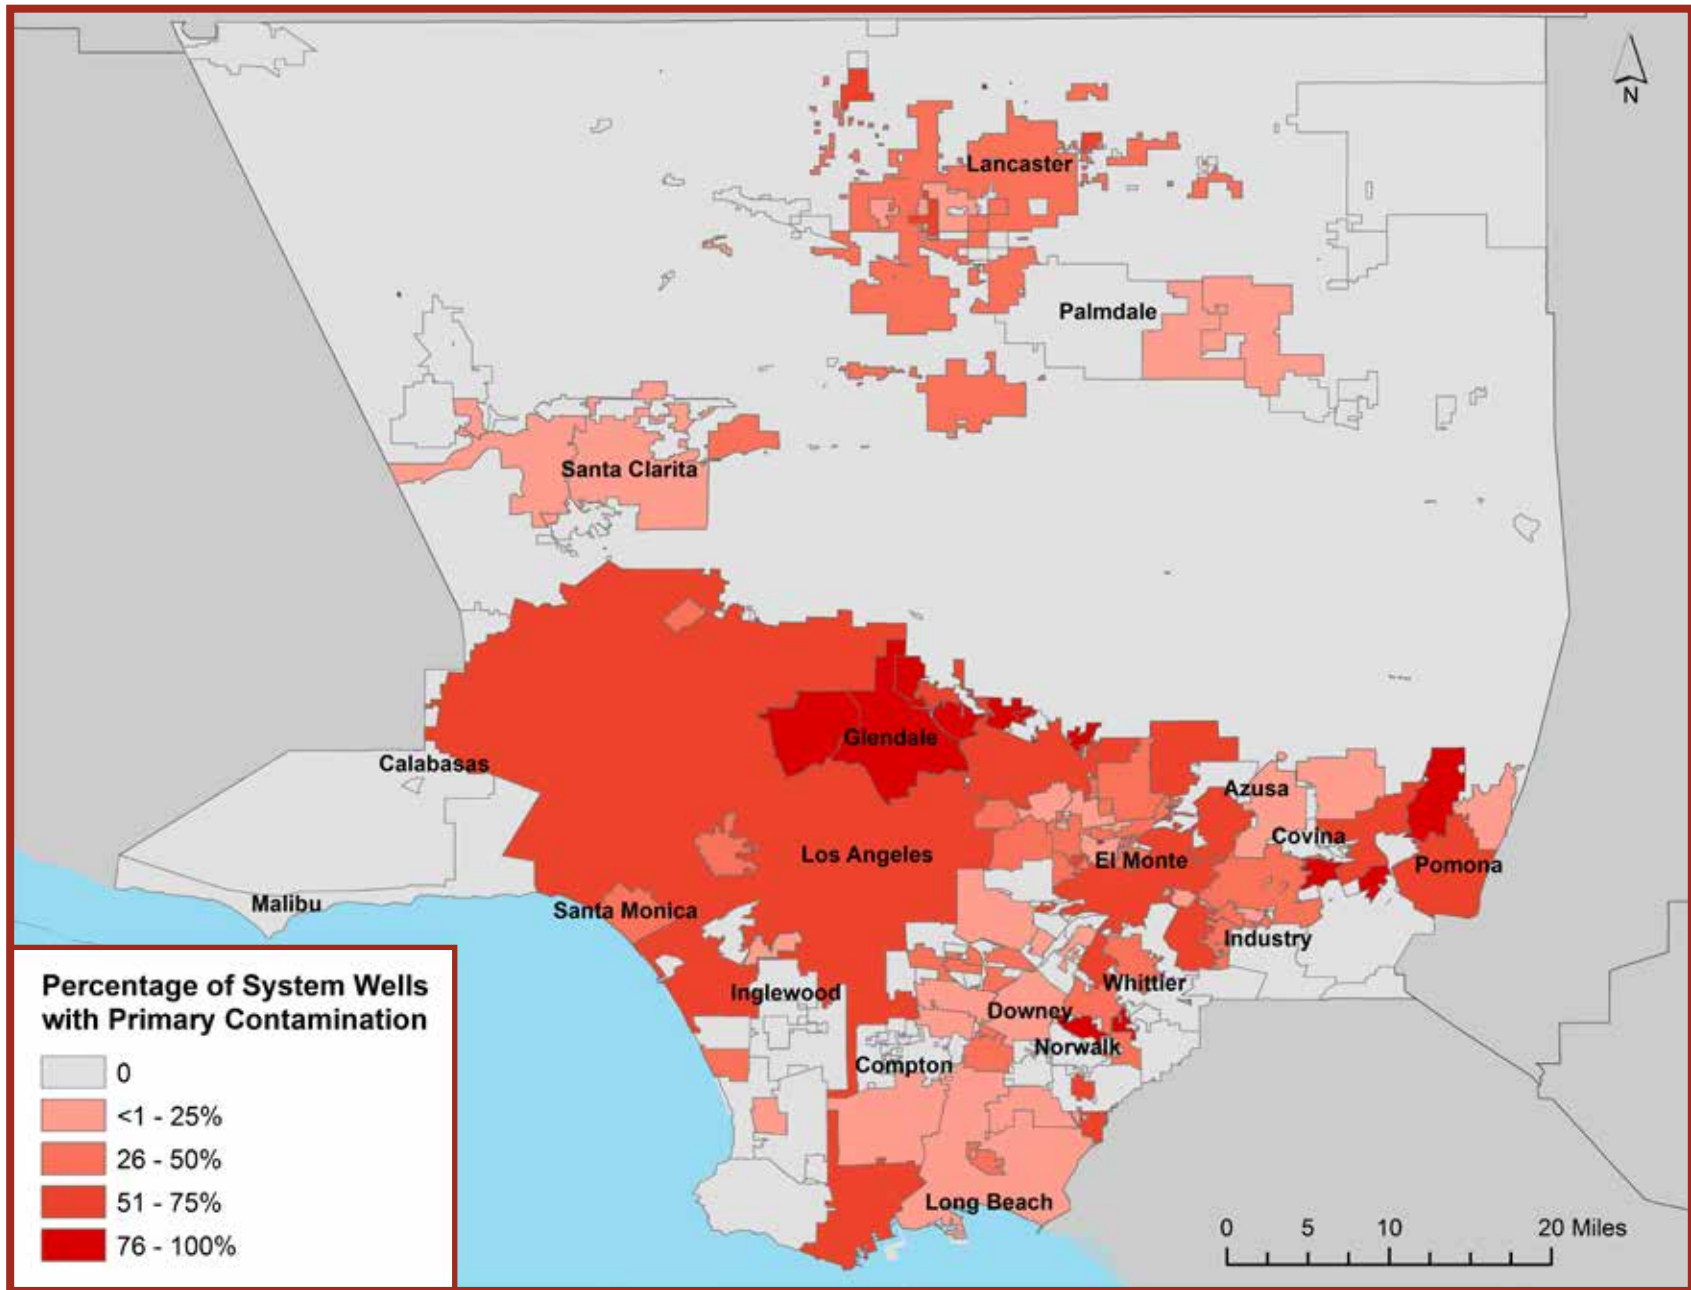 N
Lancaster
Palmdale
Santa Clarita
Glendale
Calabasas
Azusa
Covina
Los Angeles
El Monte
Pomona
Malibu
Santa Monica
Industry
Whittier
Inglewood
Downey
Norwalk
Compton
Long Beach
Percentage of System Wells
with Primary Contamination
0
<1 - 25%
26 - 50%
51 - 75%
76 - 100%
0 5 10 20 Miles